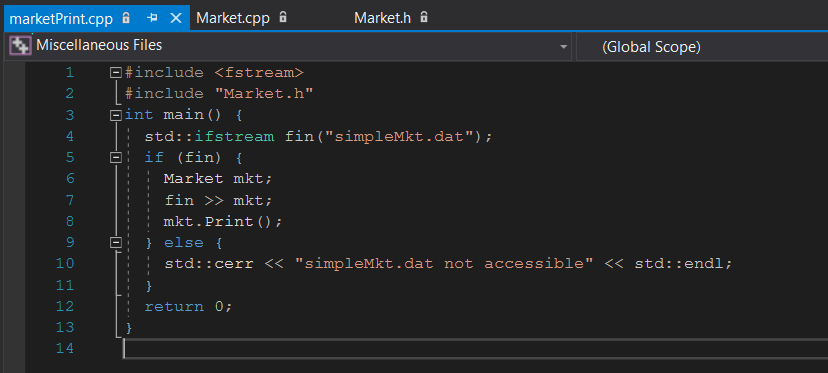 marketPrint.cpp Market.cpp Market.h
Miscellaneous Files (Global Scope)
1 #include <fstream>
2 #include "Market.h"
3 int main() {
4 std::ifstream fin("simpleMkt.dat");
5 if (fin) {
6 Market mkt;
7 fin >> mkt;
8 mkt.Print();
9 } else {
10 std::cerr << "simpleMkt.dat not accessible" << std::endl;
11 }
12 return 0;
13 }
14